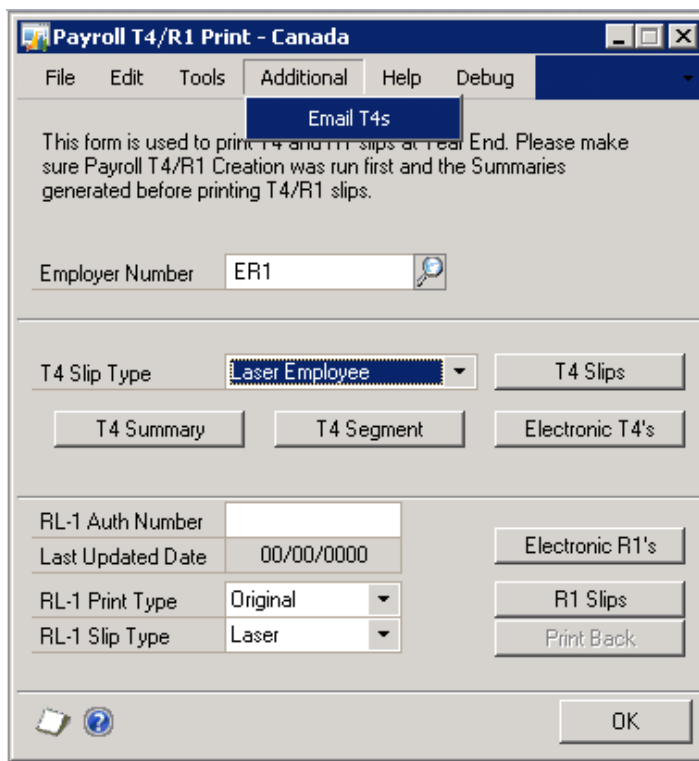 Payroll T4/R1 Print - Canada
File Edit Tools Additional Help Debug
Email T4s
This form is used to print T4 and R1 slips at Year End. Please make
sure Payroll T4/R1 Creation was run first and the Summaries
generated before printing T4/R1 slips.
Employer Number ER1
T4 Slip Type Laser Employee T4 Slips
T4 Summary T4 Segment Electronic T4's
RL-1 Auth Number
Electronic R1's
Last Updated Date 00/00/0000
RL-1 Print Type Original R1 Slips
RL-1 Slip Type Laser Print Back
OK